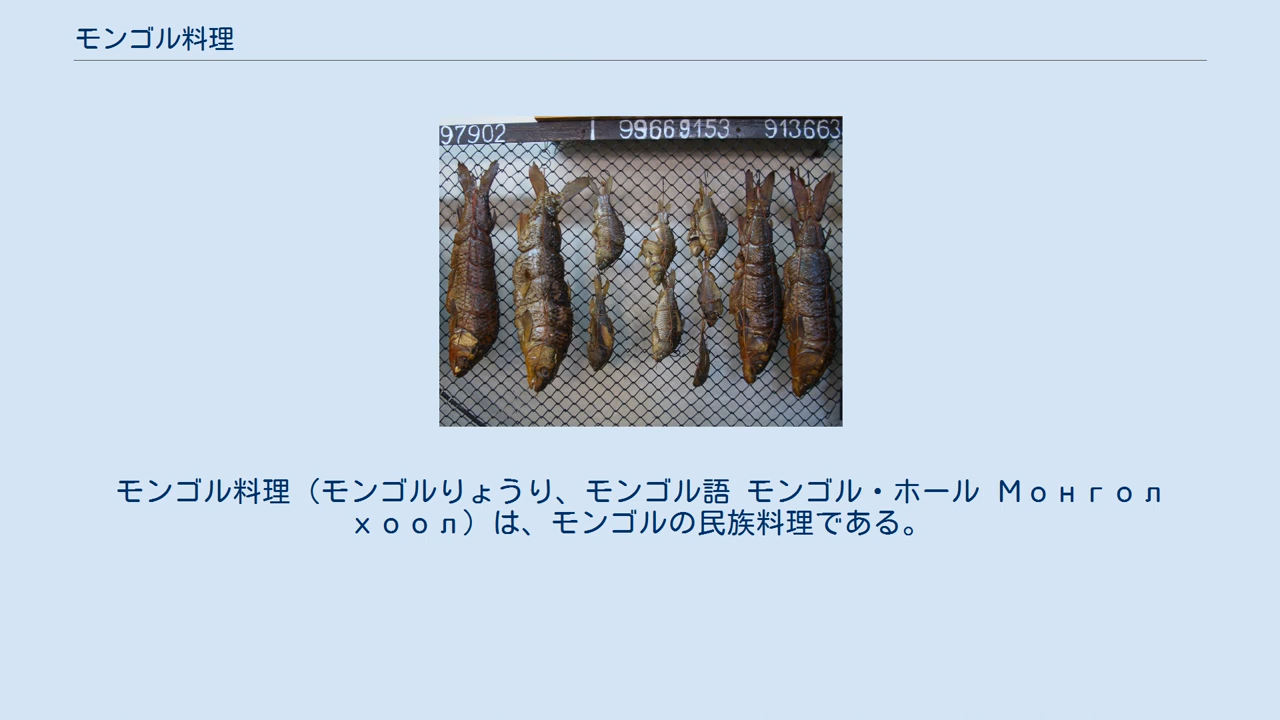 モンゴル料理
97902 99669153 913663
モンゴル料理（モンゴルりょうり、モンゴル語 モンゴル・ホール Монгол
хоол）は、モンゴルの民族料理である。